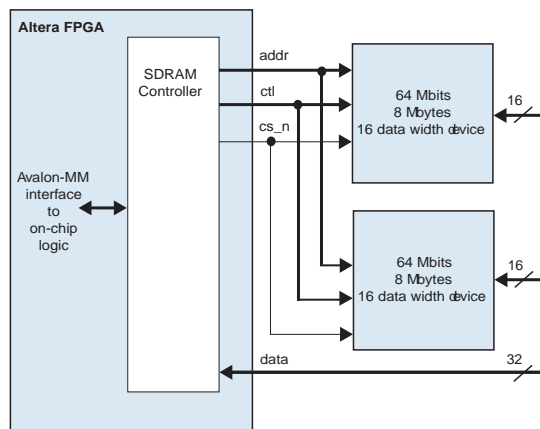 Altera FPGA
SDRAM
Controller
addr
ctl
cs_n
64 Mbits
8 Mbytes
16 data width device
16
Avalon-MM
interface
to
on-chip
logic
64 Mbits
8 Mbytes
16 data width device
16
data
32